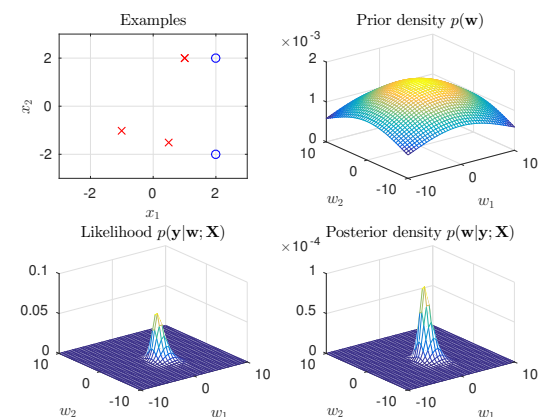 Examples
x₂
2
0
-2
-2
0
2
x₁
Prior density p(w)
×10⁻³
2
1
0
10
0
-10
w₂
-10
0
10
w₁
Likelihood p(y|w; X)
0.1
0.05
0
10
0
-10
w₂
-10
0
10
w₁
Posterior density p(w|y; X)
×10⁻⁴
1
0.5
0
10
0
-10
w₂
-10
0
10
w₁